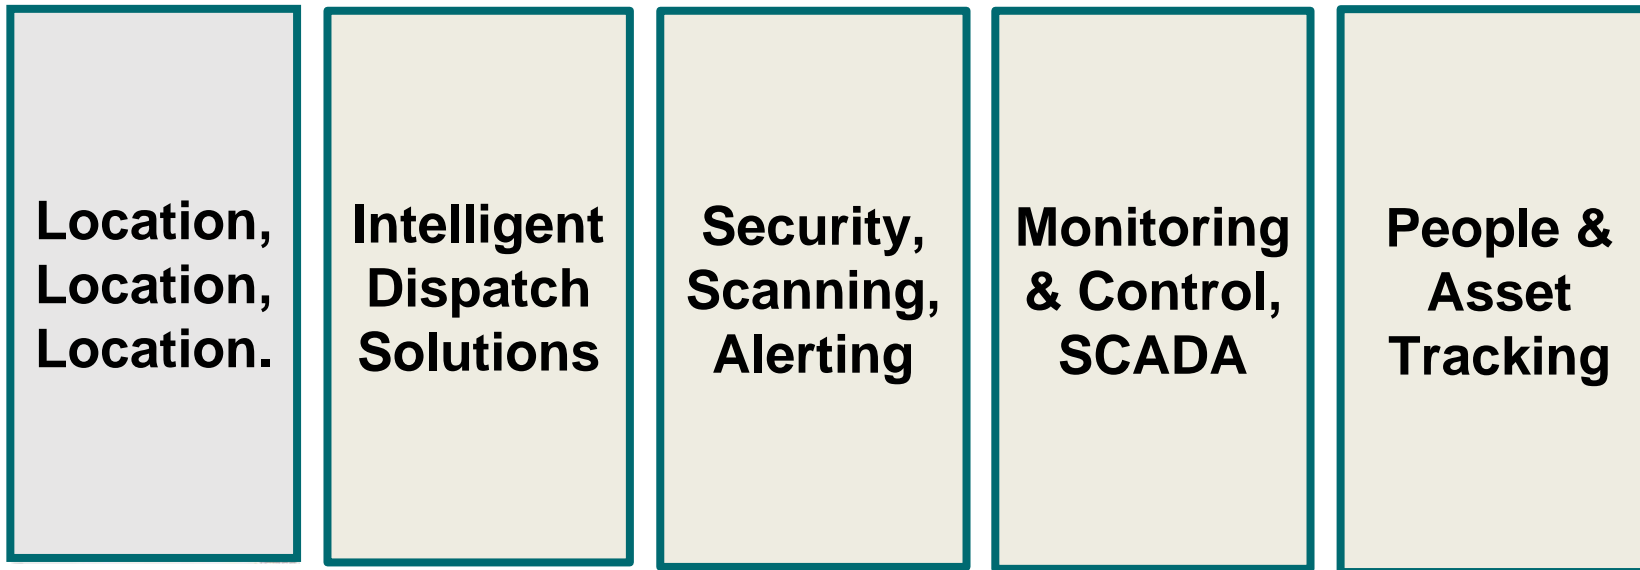 Location,
Location,
Location.
Intelligent
Dispatch
Solutions
Security,
Scanning,
Alerting
Monitoring
& Control,
SCADA
People &
Asset
Tracking